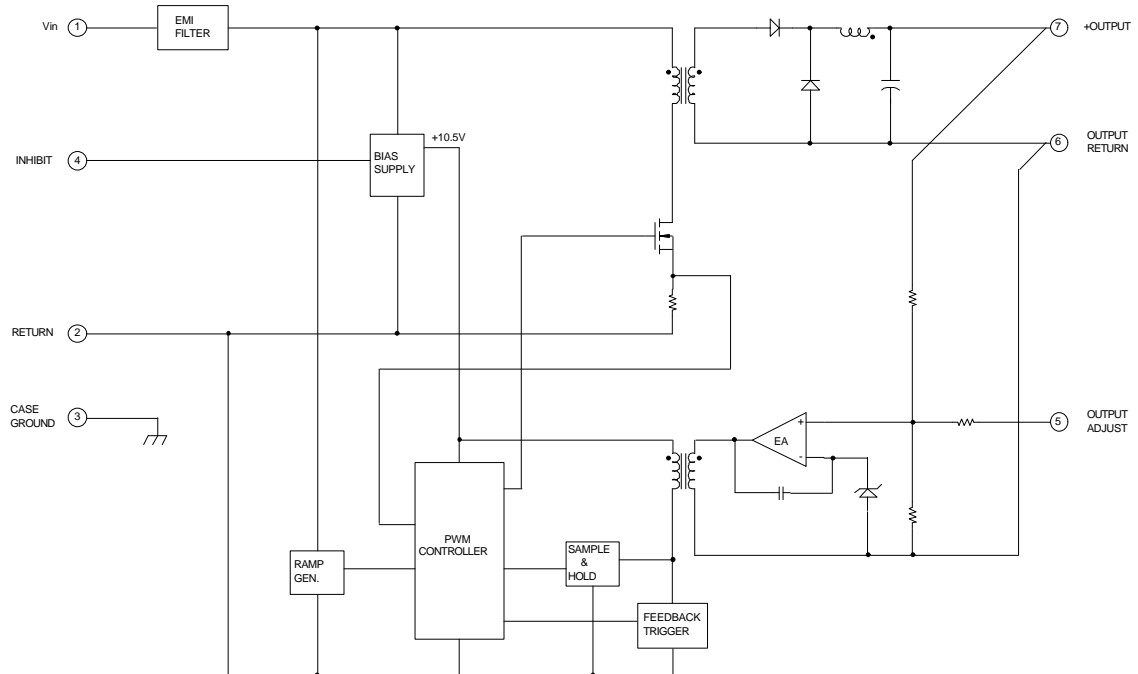 EMI
FILTER
Vin
1
7
+OUTPUT
+10.5V
INHIBIT
4
BIAS
SUPPLY
6
OUTPUT
RETURN
RETURN
2
CASE
GROUND
3
EA
+
-
5
OUTPUT
ADJUST
PWM
CONTROLLER
RAMP
GEN.
SAMPLE
&
HOLD
FEEDBACK
TRIGGER